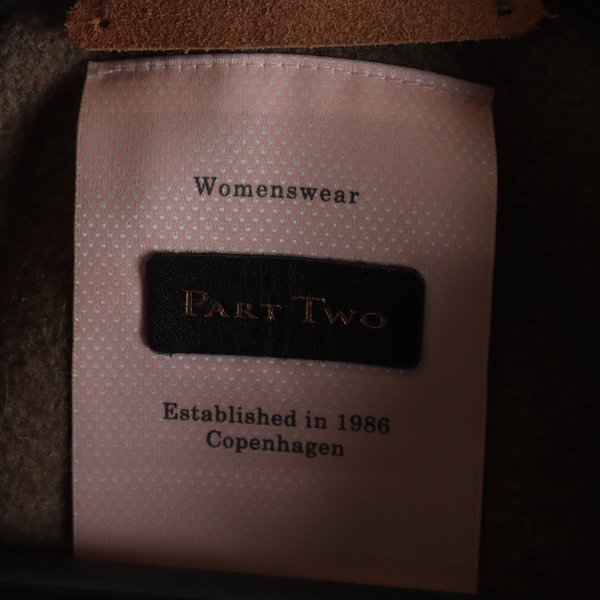 Womenswear
PART TWO
Established in 1986
Copenhagen